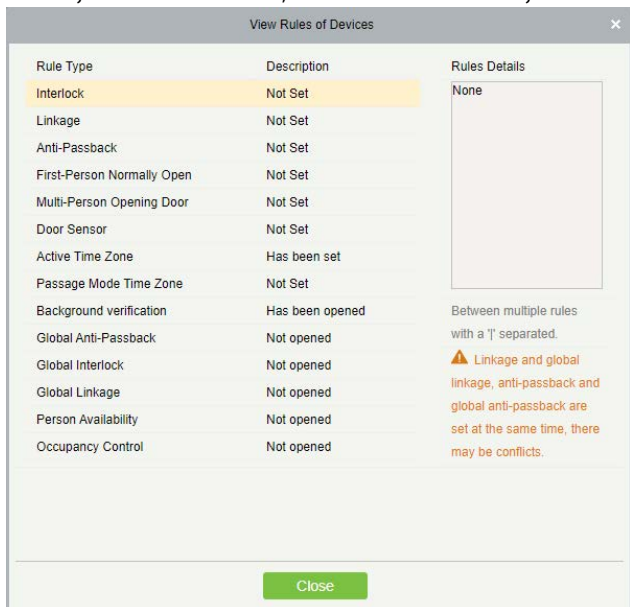 View Rules of Devices ×
Rule Type Description Rules Details
Interlock Not Set None
Linkage Not Set
Anti-Passback Not Set
First-Person Normally Open Not Set
Multi-Person Opening Door Not Set
Door Sensor Not Set
Active Time Zone Has been set
Passage Mode Time Zone Not Set
Background verification Has been opened Between multiple rules
Global Anti-Passback Not opened with a '|' separated.
Global Interlock Not opened Linkage and global
Global Linkage Not opened linkage, anti-passback and
Person Availability Not opened global anti-passback are
Occupancy Control Not opened set at the same time, there
may be conflicts.
Close